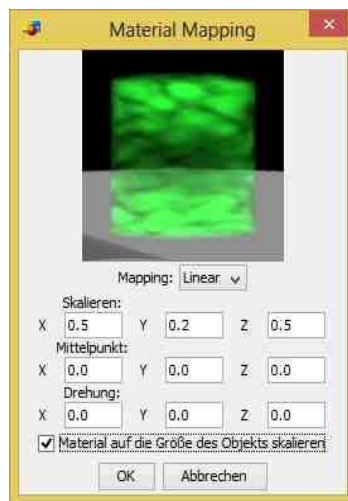 Material Mapping
Mapping: Linear
Skalieren:
X 0.5 Y 0.2 Z 0.5
Mittelpunkt:
X 0.0 Y 0.0 Z 0.0
Drehung:
X 0.0 Y 0.0 Z 0.0
Material auf die Größe des Objekts skalieren
OK Abbrechen